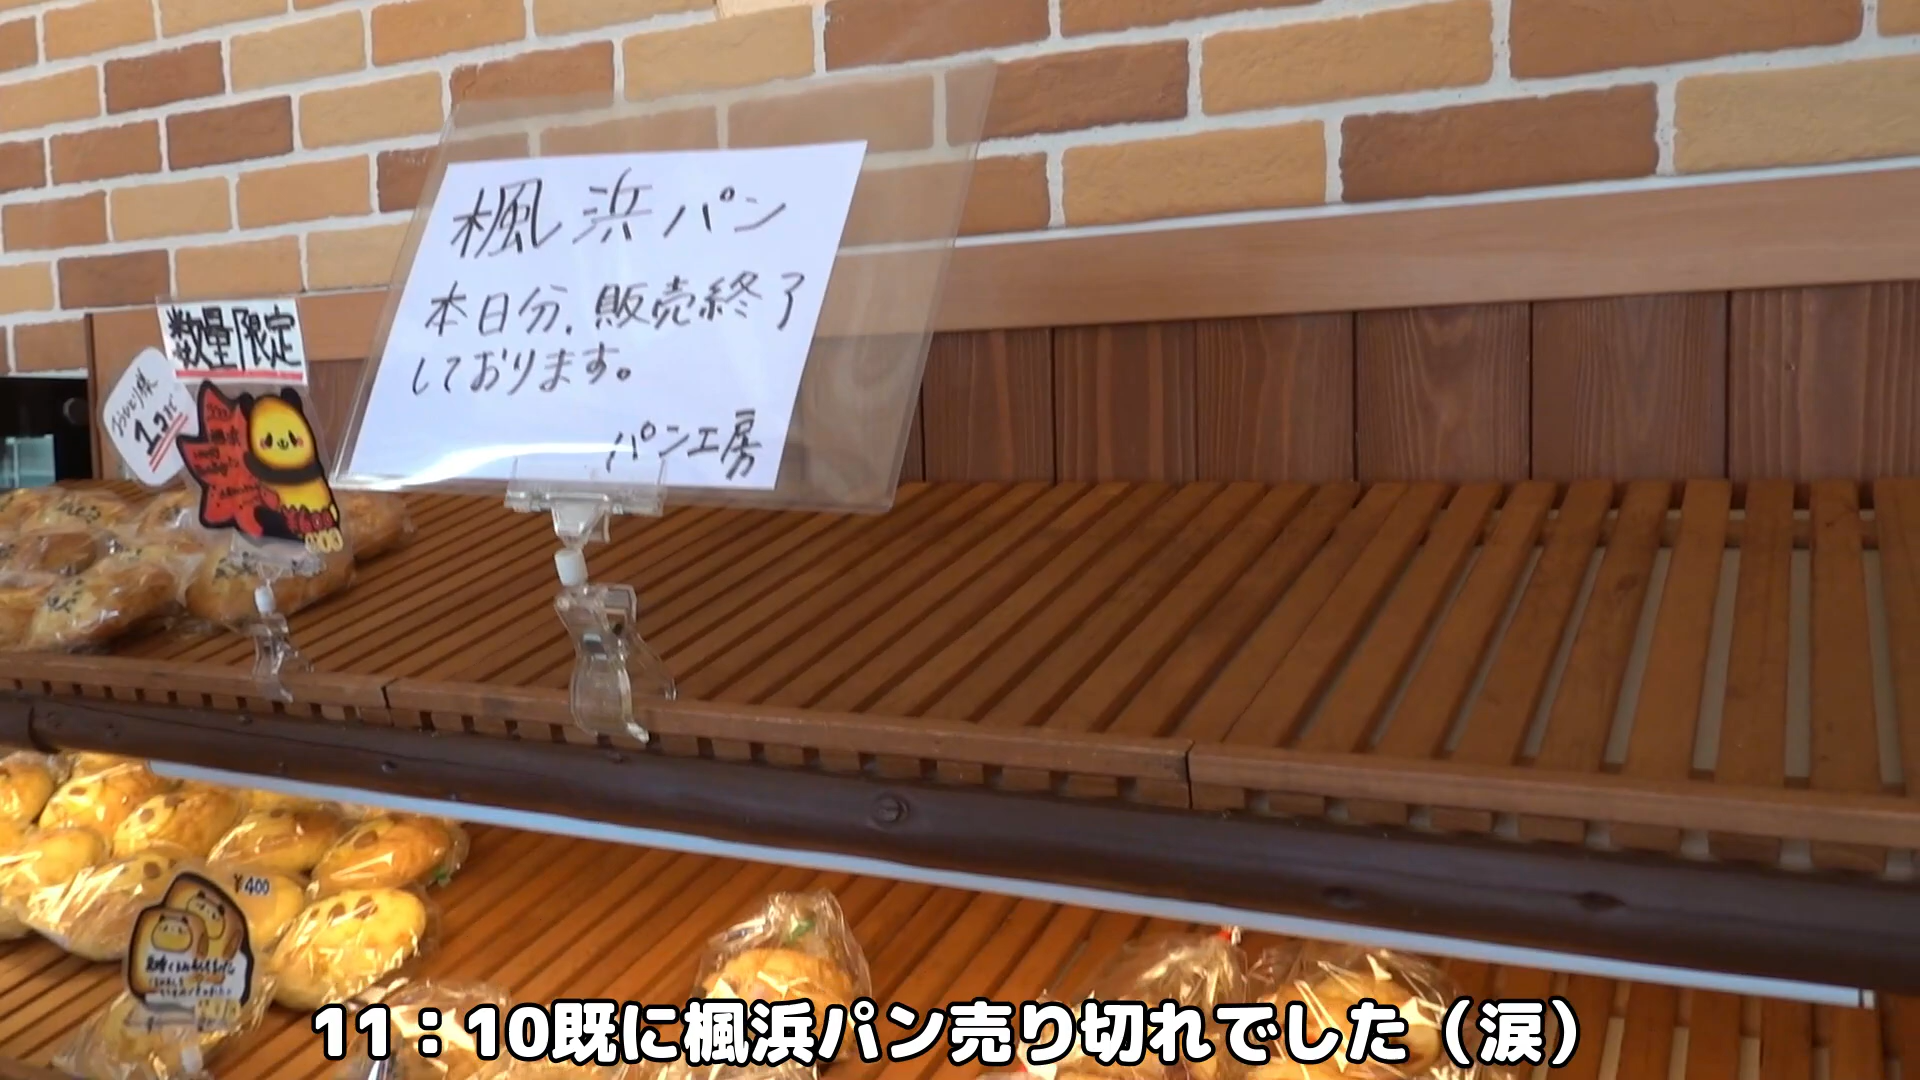 楓浜パン
本日分、販売終了
しております。
パン工房
数量限定
¥400
11：10既に楓浜パン売り切れでした（涙）